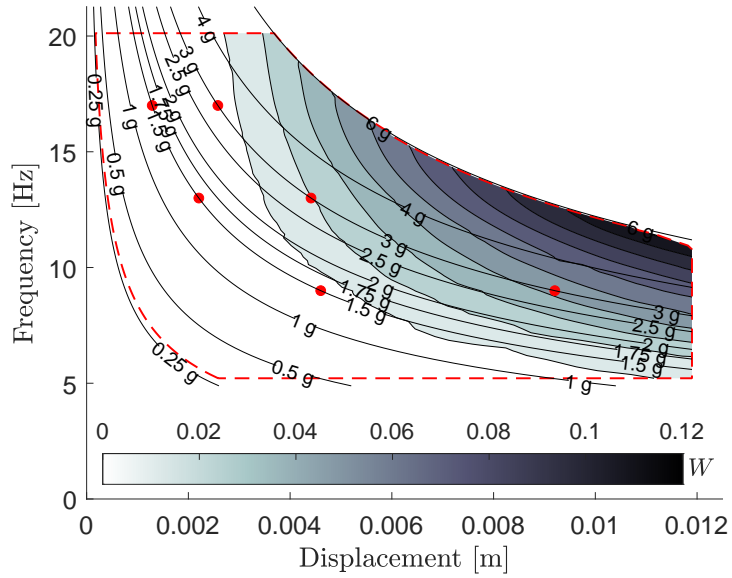 20
15
10
5
0
Frequency [Hz]
0.25 g
0.5 g
1 g
1.5 g
1.75 g
2 g
2.5 g
3 g
4 g
6 g
6 g
4 g
3 g
2.5 g
2 g
1.75 g
1.5 g
1 g
0.5 g
0.25 g
3 g
2.5 g
2 g
1.75 g
1.5 g
1 g
0 0.02 0.04 0.06 0.08 0.1 0.12
W
0 0.002 0.004 0.006 0.008 0.01 0.012
Displacement [m]